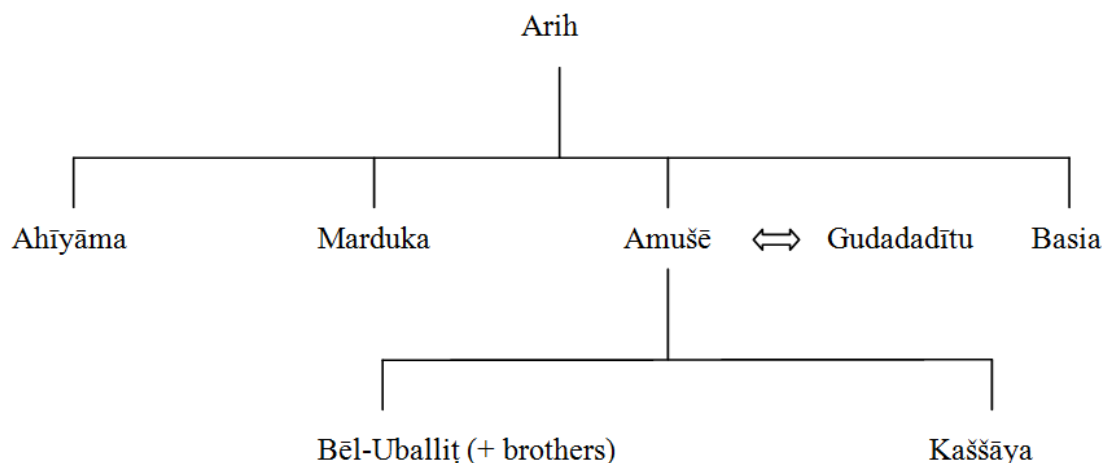 Arih
Ahīyāma Marduka Amušē Gudadadītu Basia
Bēl-Uballiṭ (+ brothers) Kaššāya